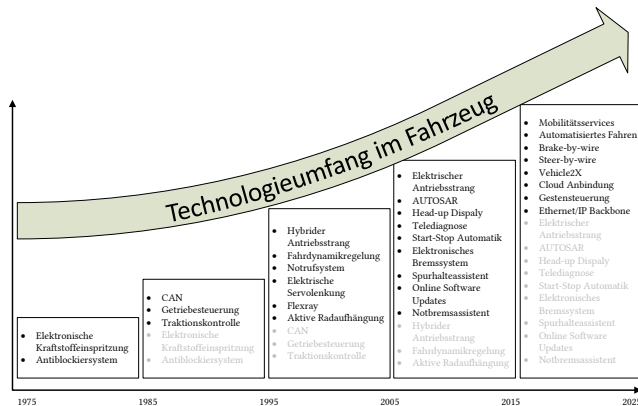 Technologieumfang im Fahrzeug
Elektronische
Kraftstoffeinspritzung
Antiblockiersystem
CAN
Getriebesteuerung
Traktionskontrolle
Elektronische
Kraftstoffeinspritzung
Antiblockiersystem
Hybrider
Antriebsstrang
Fahrdynamikregelung
Notrufsystem
Elektrische
Servolenkung
Flexray
Aktive Radaufhängung
CAN
Getriebesteuerung
Traktionskontrolle
Elektrischer
Antriebsstrang
AUTOSAR
Head-up Dispaly
Telediagnose
Start-Stop Automatik
Elektronisches
Bremssystem
Spurhalteassistent
Online Software
Updates
Notbremsassistent
Hybrider
Antriebsstrang
Fahrdynamikregelung
Aktive Radaufhängung
Mobilitätsservices
Automatisiertes Fahren
Brake-by-wire
Steer-by-wire
Vehicle2X
Cloud Anbindung
Gestensteuerung
Ethernet/IP Backbone
Elektrischer
Antriebsstrang
AUTOSAR
Head-up Dispaly
Telediagnose
Start-Stop Automatik
Elektronisches
Bremssystem
Spurhalteassistent
Online Software
Updates
Notbremsassistent
1975
1985
1995
2005
2015
2025